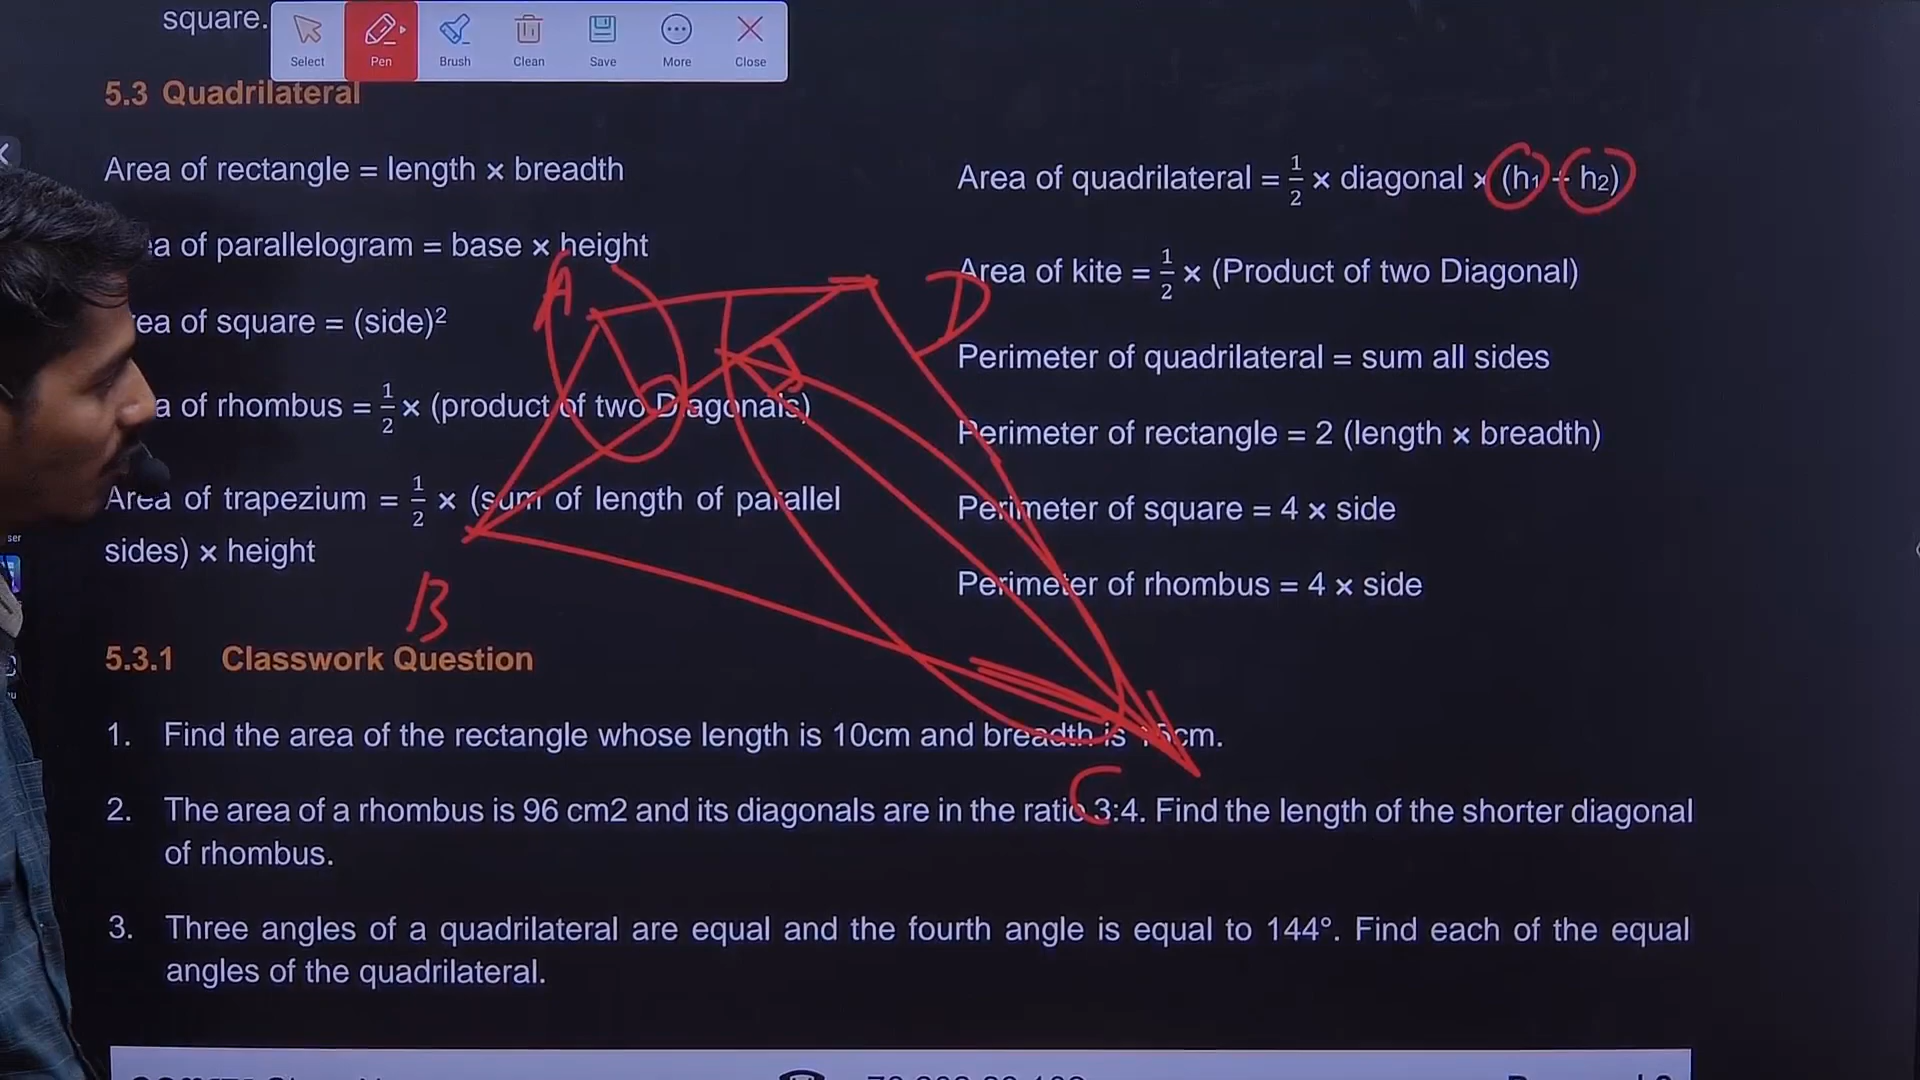 square.
Select
Pen
Brush
Clean
Save
More
Close
5.3 Quadrilateral
Area of rectangle = length × breadth
ea of parallelogram = base × height
ea of square = (side)²
a of rhombus = 1/2 × (product of two Diagonals)
Area of trapezium = 1/2 × (sum of length of parallel
sides) × height
Area of quadrilateral = 1/2 × diagonal × (h₁ + h₂)
Area of kite = 1/2 × (Product of two Diagonal)
Perimeter of quadrilateral = sum all sides
Perimeter of rectangle = 2 (length × breadth)
Perimeter of square = 4 × side
Perimeter of rhombus = 4 × side
A
D
B
C
5.3.1 Classwork Question
1. Find the area of the rectangle whose length is 10cm and breadth is 15cm.
2. The area of a rhombus is 96 cm2 and its diagonals are in the ratio 3:4. Find the length of the shorter diagonal
of rhombus.
3. Three angles of a quadrilateral are equal and the fourth angle is equal to 144°. Find each of the equal
angles of the quadrilateral.